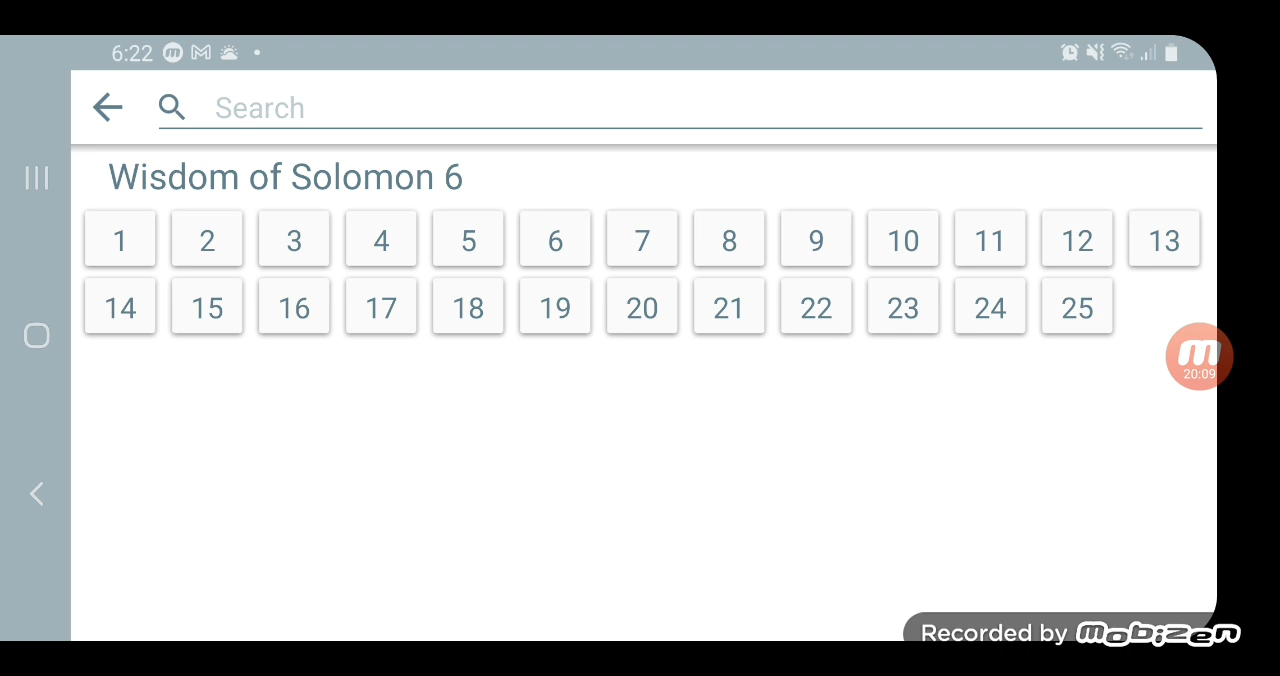 6:22
Search
Wisdom of Solomon 6
1 2 3 4 5 6 7 8 9 10 11 12 13
14 15 16 17 18 19 20 21 22 23 24 25
m
20:09
Recorded by Mobizen